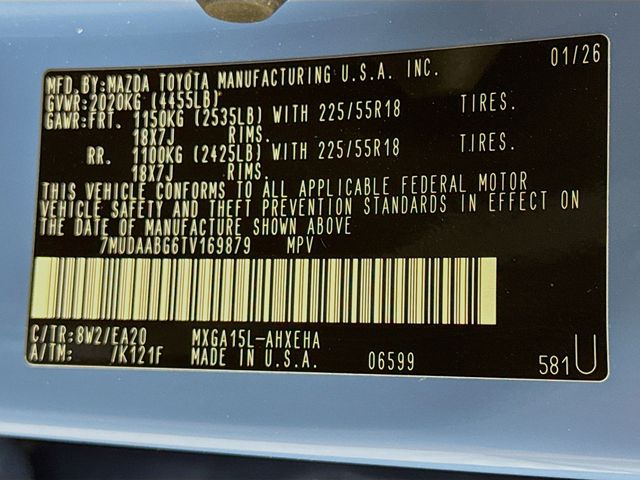 01/26
MFD.BY:MAZDA TOYOTA MANUFACTURING U.S.A. INC.
GVWR:2020KG (4455LB)
GAWR:FRT. 1150KG (2535LB) WITH 225/55R18 TIRES.
18X7J RIMS.
RR. 1100KG (2425LB) WITH 225/55R18 TIRES.
18X7J RIMS.
THIS VEHICLE CONFORMS TO ALL APPLICABLE FEDERAL MOTOR
VEHICLE SAFETY AND THEFT PREVENTION STANDARDS IN EFFECT ON
THE DATE OF MANUFACTURE SHOWN ABOVE
7MUDAABG6TV169879 MPV
C/TR:8W2/EA20 MXGA15L-AHXEHA
A/TM: 7K121F MADE IN U.S.A. 06599 581U